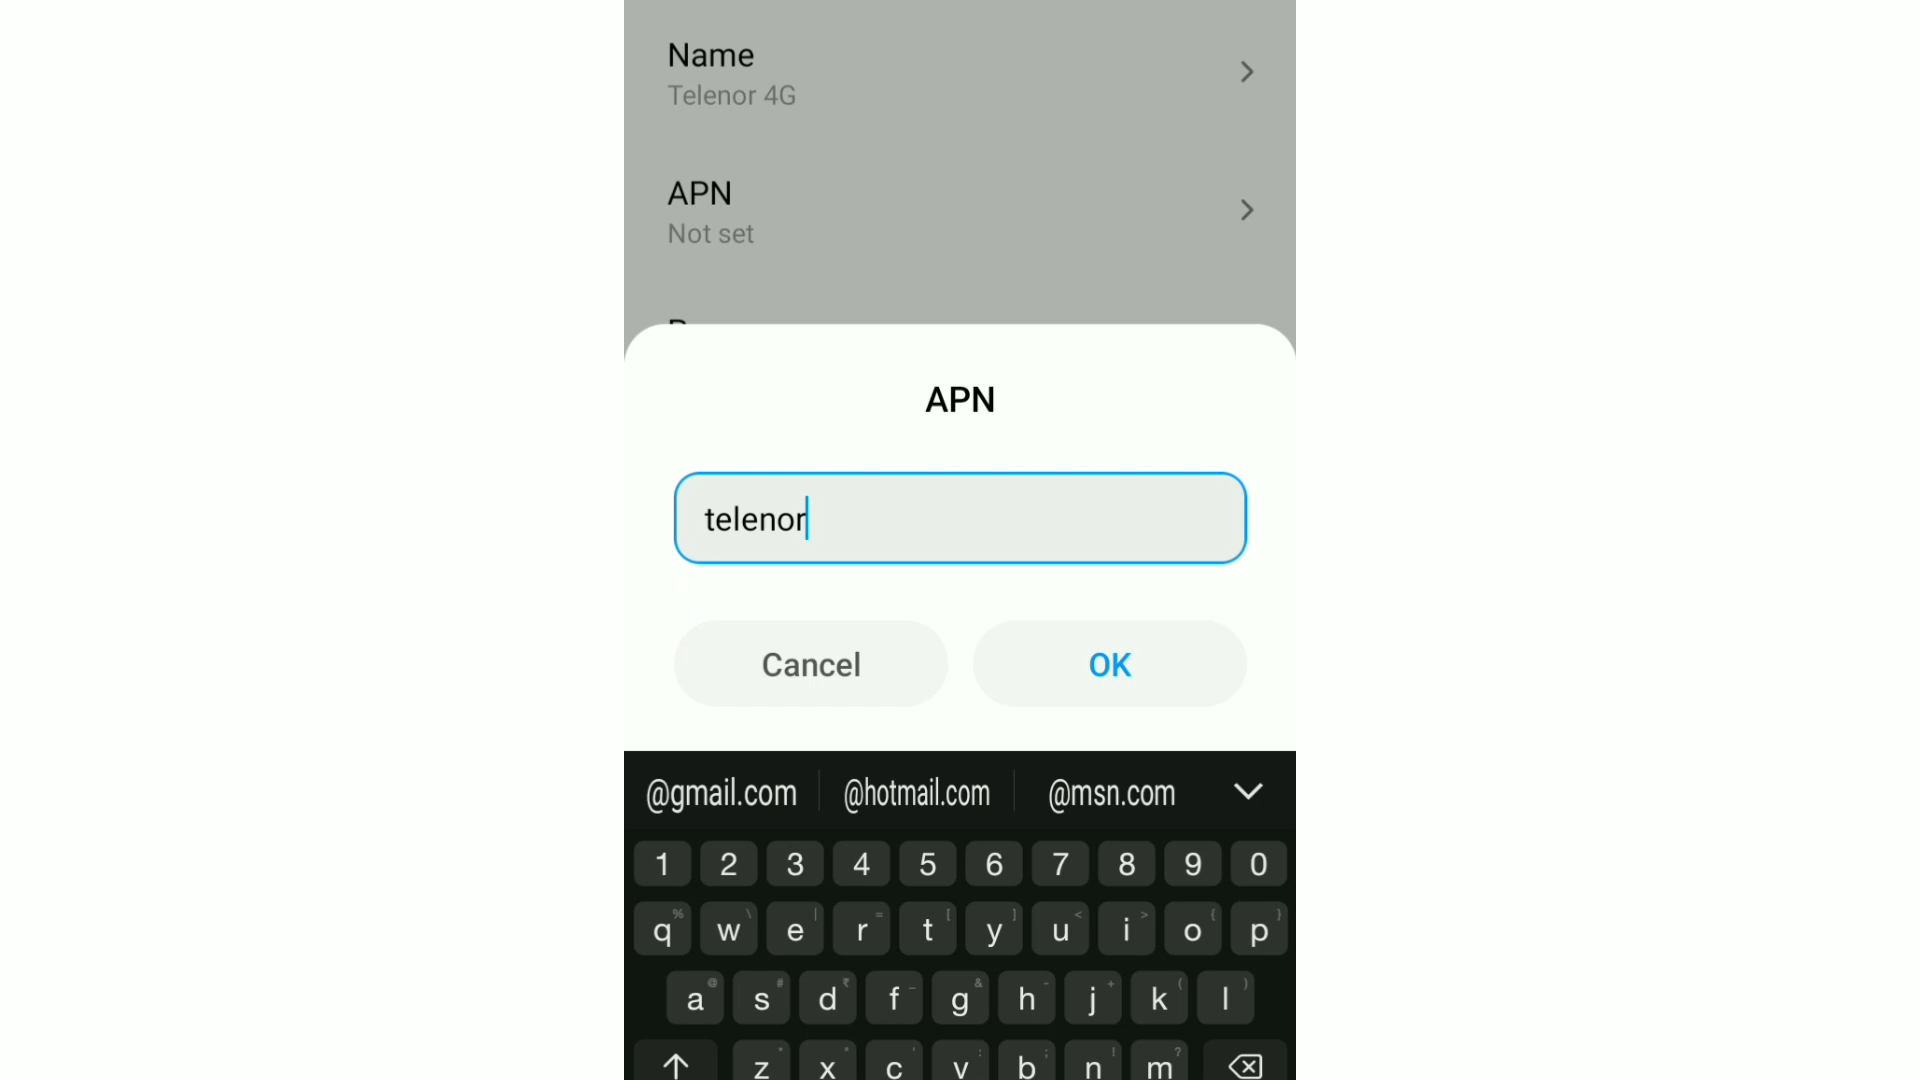 Name
Telenor 4G
APN
Not set
APN
telenor
Cancel OK
@gmail.com @hotmail.com @msn.com
1 2 3 4 5 6 7 8 9 0
% \ | = [ ] < > { }
q w e r t y u i o p
@ # ₹ _ & - + ( )
a s d f g h j k l
* " ' : ; ! ?
z x c v b n m